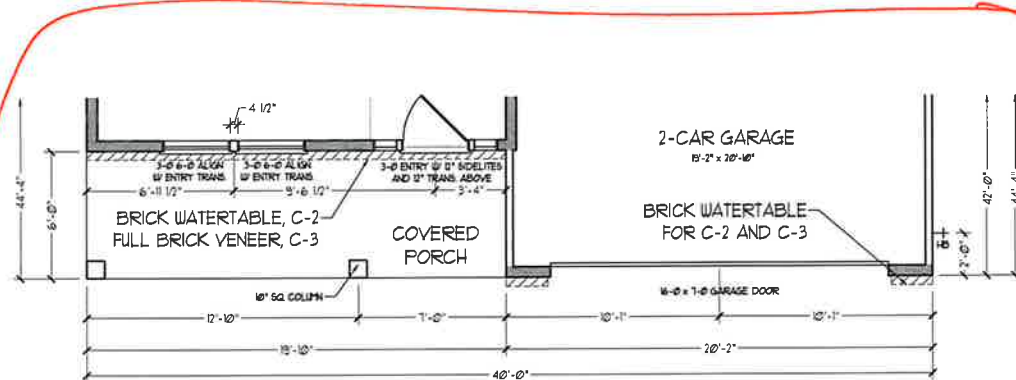 4 1/2"
2-CAR GARAGE
19'-2" x 20'-10"
3-0 6-0 ALIGN
W/ ENTRY TRANS.
3-0 6-0 ALIGN
W/ ENTRY TRANS.
3-0 ENTRY W/ 12" SIDELITES
AND 12" TRANS. ABOVE
6'-11 1/2"
9'-6 1/2"
3'-4"
44'-4"
6'-0"
42'-0"
44'-4"
BRICK WATERTABLE, C-2
FULL BRICK VENEER, C-3
COVERED
PORCH
BRICK WATERTABLE
FOR C-2 AND C-3
2'-0"
10" SQ. COLUMN
16-0 x 7-0 GARAGE DOOR
12'-10"
7'-0"
10'-1"
10'-1"
19'-10"
20'-2"
40'-0"